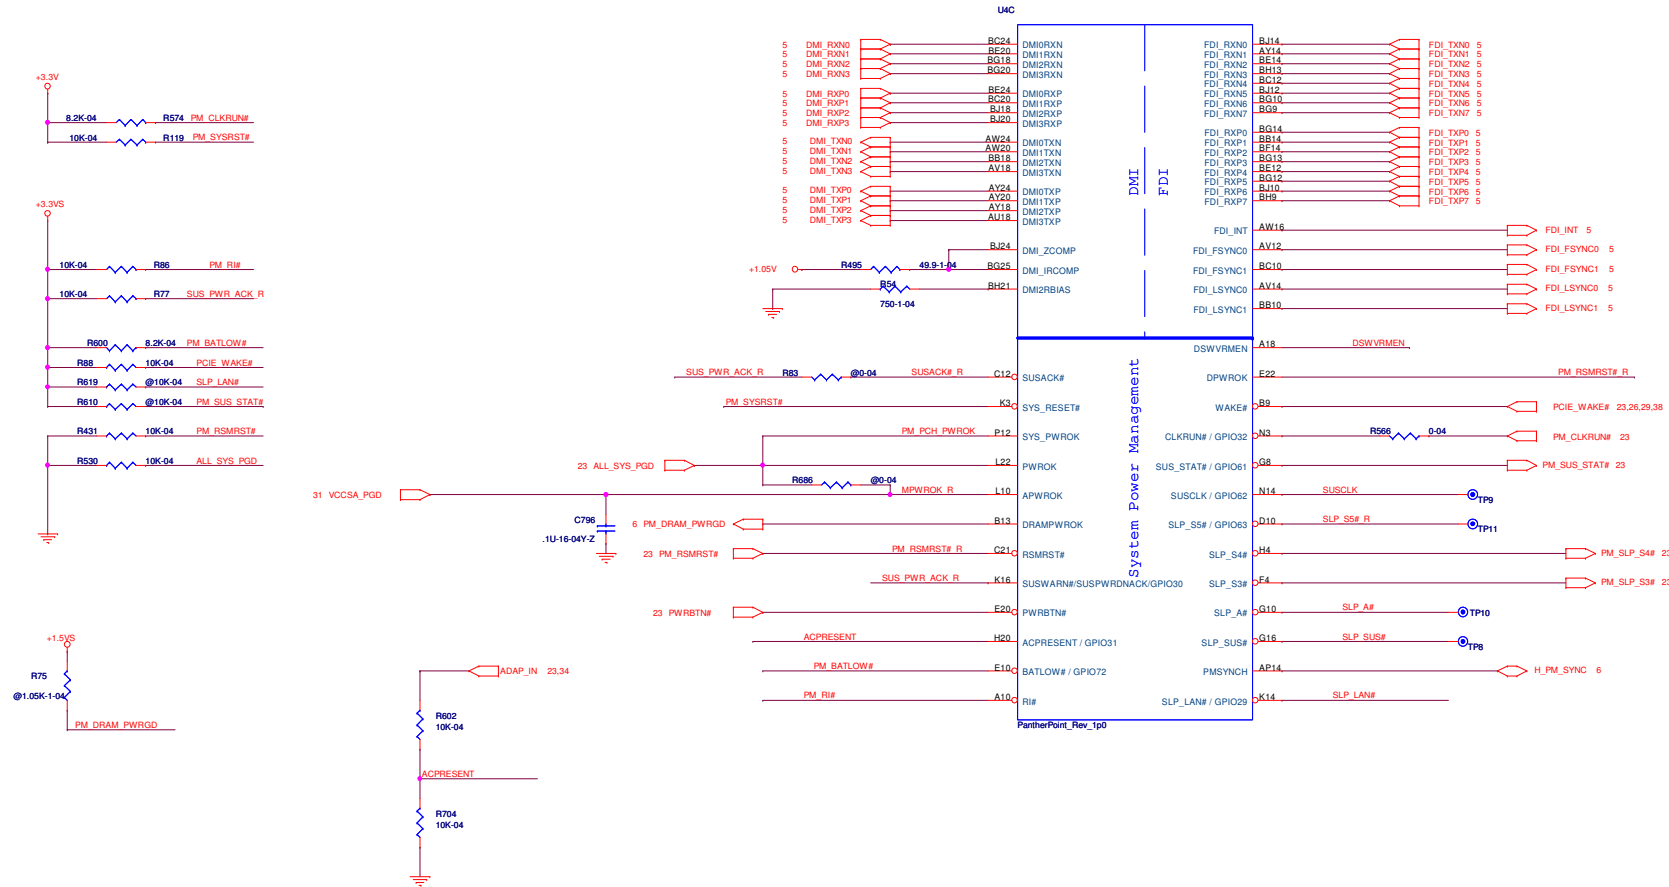 U4C
5 DMI_RXN0 BC24 DMI0RXN FDI_RXN0 BJ14 FDI_TXN0 5
5 DMI_RXN1 BE20 DMI1RXN FDI_RXN1 AY14 FDI_TXN1 5
5 DMI_RXN2 BG18 DMI2RXN FDI_RXN2 BE14 FDI_TXN2 5
5 DMI_RXN3 BG20 DMI3RXN FDI_RXN3 BH13 FDI_TXN3 5
FDI_RXN4 BC12 FDI_TXN4 5
5 DMI_RXP0 BE24 DMI0RXP FDI_RXN5 BJ12 FDI_TXN5 5
5 DMI_RXP1 BC20 DMI1RXP FDI_RXN6 BG10 FDI_TXN6 5
5 DMI_RXP2 BJ18 DMI2RXP FDI_RXN7 BG9 FDI_TXN7 5
5 DMI_RXP3 BJ20 DMI3RXP
FDI_RXP0 BG14 FDI_TXP0 5
5 DMI_TXN0 AW24 DMI0TXN FDI_RXP1 BB14 FDI_TXP1 5
5 DMI_TXN1 AW20 DMI1TXN FDI_RXP2 BF14 FDI_TXP2 5
5 DMI_TXN2 BB18 DMI2TXN FDI_RXP3 BG13 FDI_TXP3 5
5 DMI_TXN3 AV18 DMI3TXN FDI_RXP4 BE12 FDI_TXP4 5
FDI_RXP5 BG12 FDI_TXP5 5
5 DMI_TXP0 AY24 DMI0TXP FDI_RXP6 BJ10 FDI_TXP6 5
5 DMI_TXP1 AY20 DMI1TXP FDI_RXP7 BH9 FDI_TXP7 5
5 DMI_TXP2 AY18 DMI2TXP
5 DMI_TXP3 AU18 DMI3TXP
DMI
FDI
FDI_INT AW16 FDI_INT 5
BJ24 DMI_ZCOMP FDI_FSYNC0 AV12 FDI_FSYNC0 5
+1.05V R495 49.9-1-04 BG25 DMI_IRCOMP FDI_FSYNC1 BC10 FDI_FSYNC1 5
R54 750-1-04 BH21 DMI2RBIAS FDI_LSYNC0 AV14 FDI_LSYNC0 5
FDI_LSYNC1 BB10 FDI_LSYNC1 5
System Power Management
DSWVRMEN A18 DSWVRMEN
SUS_PWR_ACK_R R83 @0-04 SUSACK#_R C12 SUSACK# DPWROK E22 PM_RSMRST#_R
PM_SYSRST# K3 SYS_RESET# WAKE# B9 PCIE_WAKE# 23,26,29,38
PM_PCH_PWROK P12 SYS_PWROK CLKRUN# / GPIO32 N3 R566 0-04 PM_CLKRUN# 23
23 ALL_SYS_PGD L22 PWROK SUS_STAT# / GPIO61 G8 PM_SUS_STAT# 23
R686 @0-04
31 VCCSA_PGD MPWROK_R L10 APWROK SUSCLK / GPIO62 N14 SUSCLK TP9
C796
.1U-16-04Y-Z
6 PM_DRAM_PWRGD B13 DRAMPWROK SLP_S5# / GPIO63 D10 SLP_S5#_R TP11
23 PM_RSMRST# PM_RSMRST#_R C21 RSMRST# SLP_S4# H4 PM_SLP_S4# 23
SUS_PWR_ACK_R K16 SUSWARN#/SUSPWRDNACK/GPIO30 SLP_S3# F4 PM_SLP_S3# 23
23 PWRBTN# E20 PWRBTN# SLP_A# G10 SLP_A# TP10
ACPRESENT H20 ACPRESENT / GPIO31 SLP_SUS# G16 SLP_SUS# TP8
PM_BATLOW# E10 BATLOW# / GPIO72 PMSYNCH AP14 H_PM_SYNC 6
PM_RI# A10 RI# SLP_LAN# / GPIO29 K14 SLP_LAN#
PantherPoint_Rev_1p0
+3.3V
8.2K-04 R574 PM_CLKRUN#
10K-04 R119 PM_SYSRST#
+3.3VS
10K-04 R86 PM_RI#
10K-04 R77 SUS_PWR_ACK_R
R600 8.2K-04 PM_BATLOW#
R88 10K-04 PCIE_WAKE#
R619 @10K-04 SLP_LAN#
R610 @10K-04 PM_SUS_STAT#
R431 10K-04 PM_RSMRST#
R530 10K-04 ALL_SYS_PGD
+1.5VS
R75
@1.05K-1-04
PM_DRAM_PWRGD
ADAP_IN 23,34
R602
10K-04
ACPRESENT
R704
10K-04